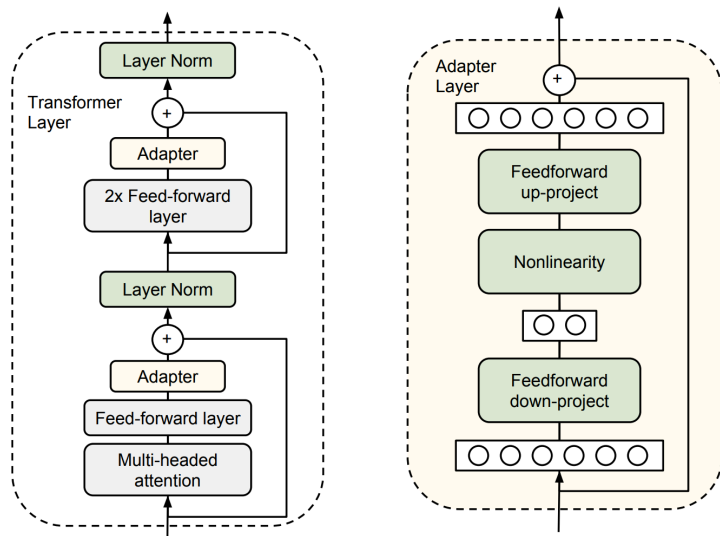 Layer Norm
Transformer
Layer
+
Adapter
2x Feed-forward
layer
Layer Norm
+
Adapter
Feed-forward layer
Multi-headed
attention
Adapter
Layer
+
Feedforward
up-project
Nonlinearity
Feedforward
down-project